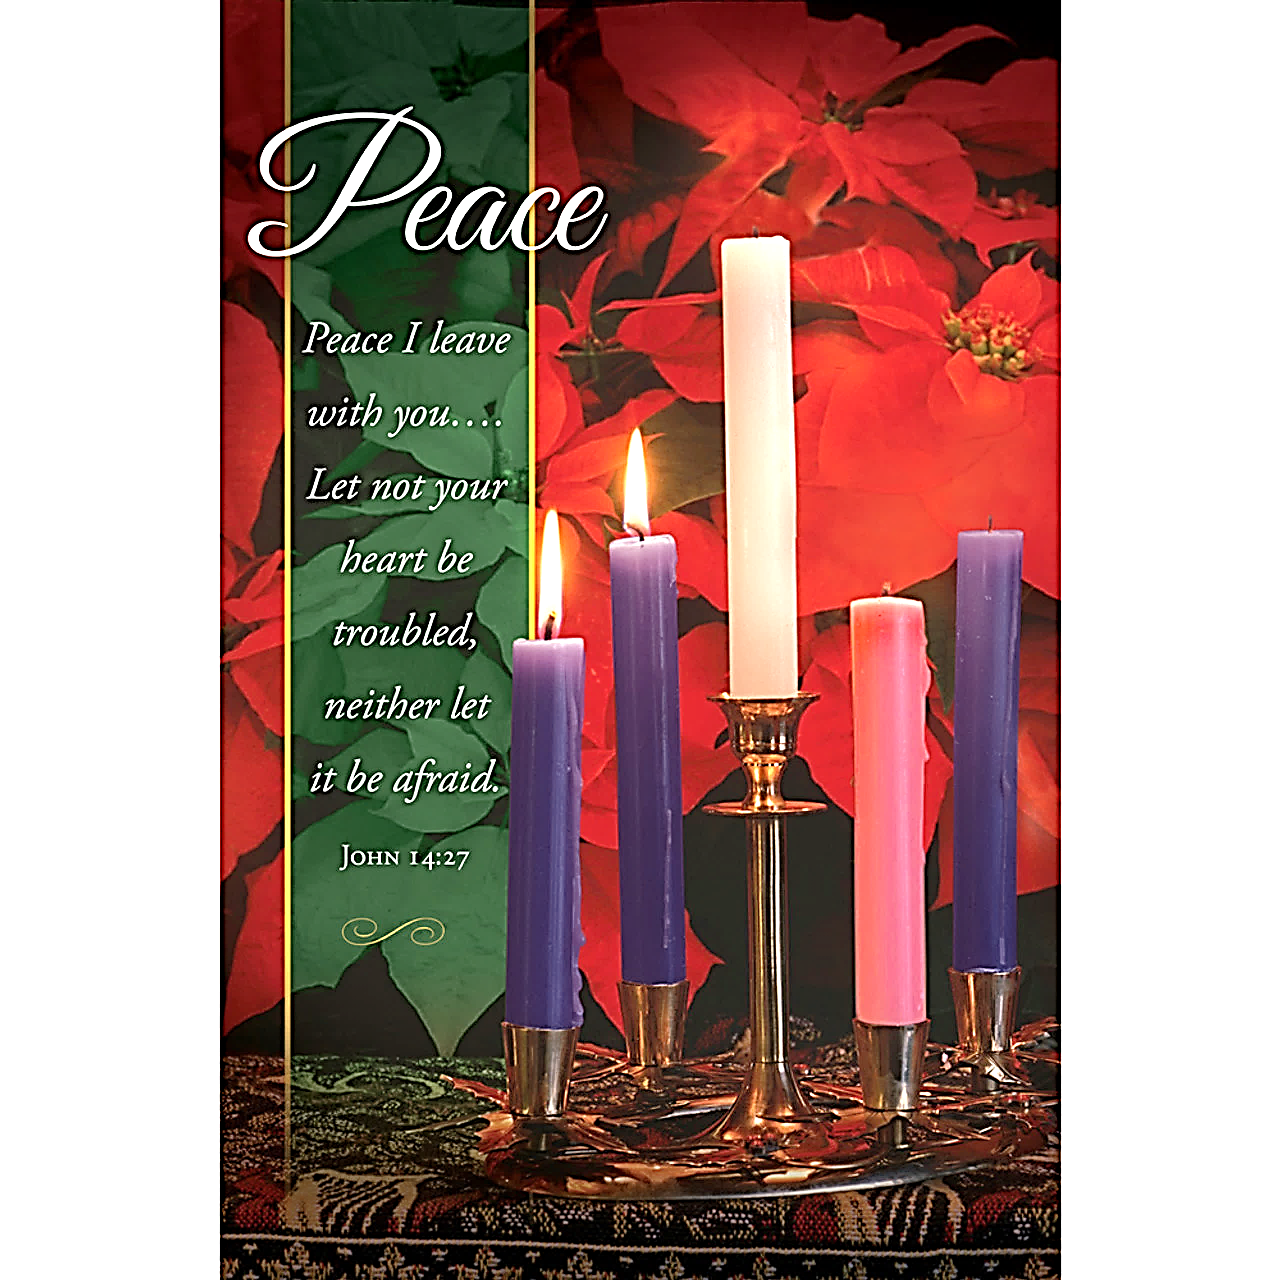 Peace
Peace I leave
with you....
Let not your
heart be
troubled,
neither let
it be afraid.
John 14:27